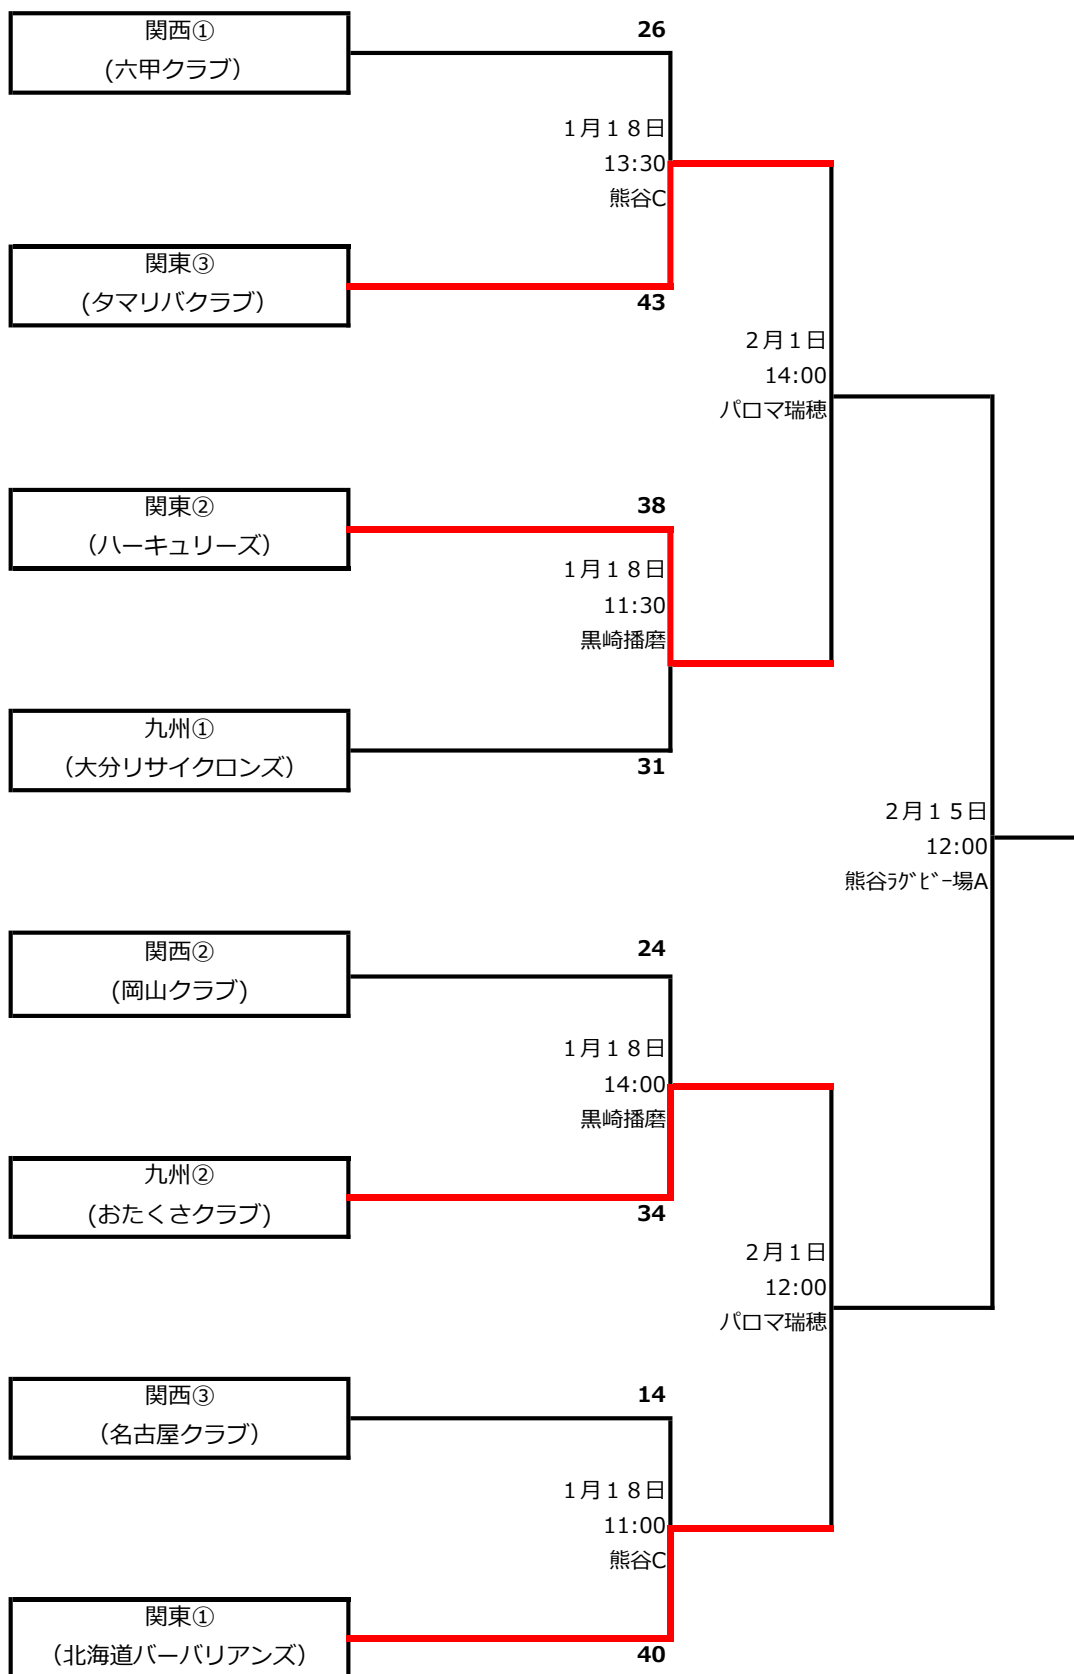 関西①
26
(六甲クラブ)
1月18日
13:30
熊谷C
関東③
(タマリバクラブ)
43
2月1日
14:00
パロマ瑞穂
関東②
38
(ハーキュリーズ)
1月18日
11:30
黒崎播磨
九州①
(大分リサイクロンズ)
31
2月15日
12:00
熊谷ﾗｸﾞﾋﾞｰ場A
関西②
24
(岡山クラブ)
1月18日
14:00
黒崎播磨
九州②
(おたくさクラブ)
34
2月1日
12:00
パロマ瑞穂
関西③
14
(名古屋クラブ)
1月18日
11:00
熊谷C
関東①
(北海道バーバリアンズ)
40